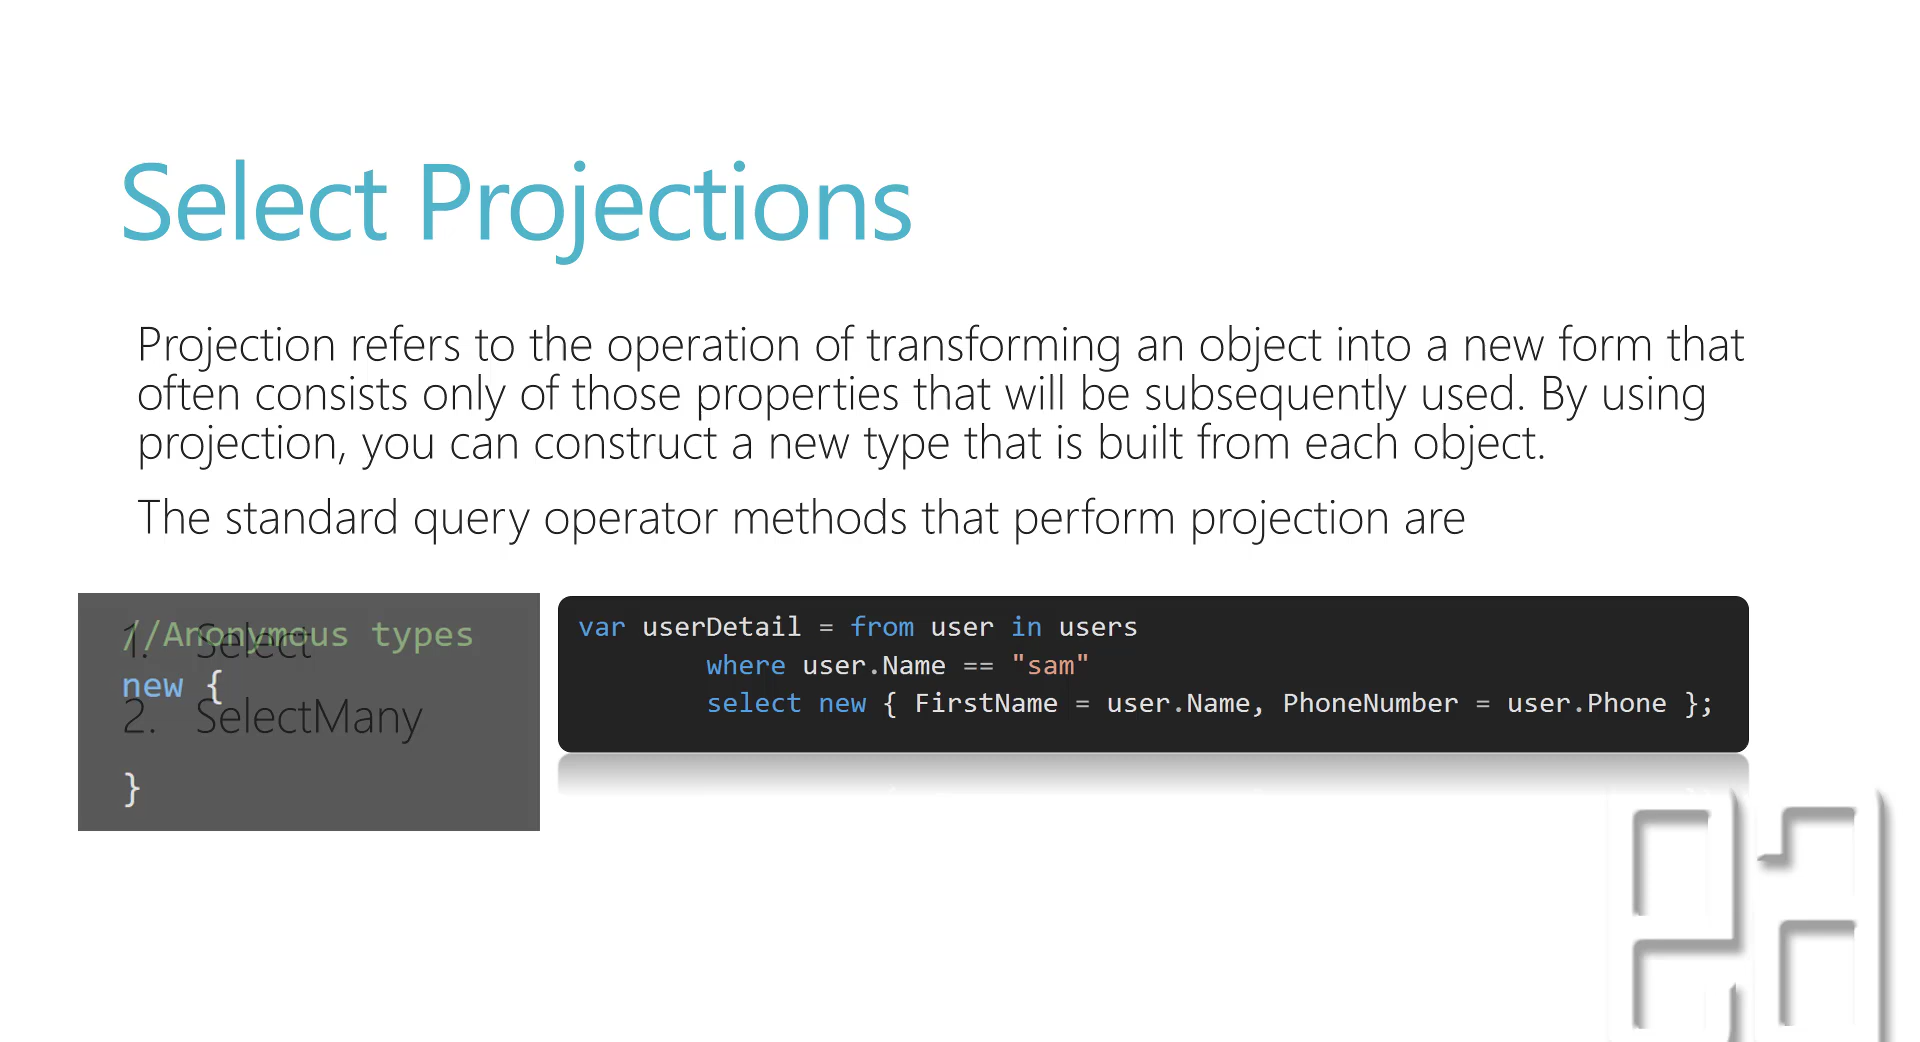 Select Projections
Projection refers to the operation of transforming an object into a new form that
often consists only of those properties that will be subsequently used. By using
projection, you can construct a new type that is built from each object.
The standard query operator methods that perform projection are
1. Select
2. SelectMany
//Anonymous types
new {
}
var userDetail = from user in users
where user.Name == "sam"
select new { FirstName = user.Name, PhoneNumber = user.Phone };